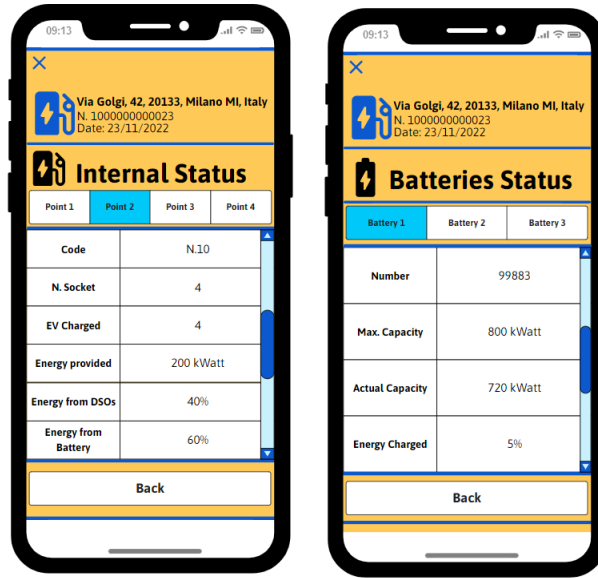 09:13
Via Golgi, 42, 20133, Milano MI, Italy
N. 1000000000023
Date: 23/11/2022
Internal Status
Point 1 Point 2 Point 3 Point 4
Code N.10
N. Socket 4
EV Charged 4
Energy provided 200 kWatt
Energy from DSOs 40%
Energy from
Battery 60%
Back
09:13
Via Golgi, 42, 20133, Milano MI, Italy
N. 1000000000023
Date: 23/11/2022
Batteries Status
Battery 1 Battery 2 Battery 3
Number 99883
Max. Capacity 800 kWatt
Actual Capacity 720 kWatt
Energy Charged 5%
Back